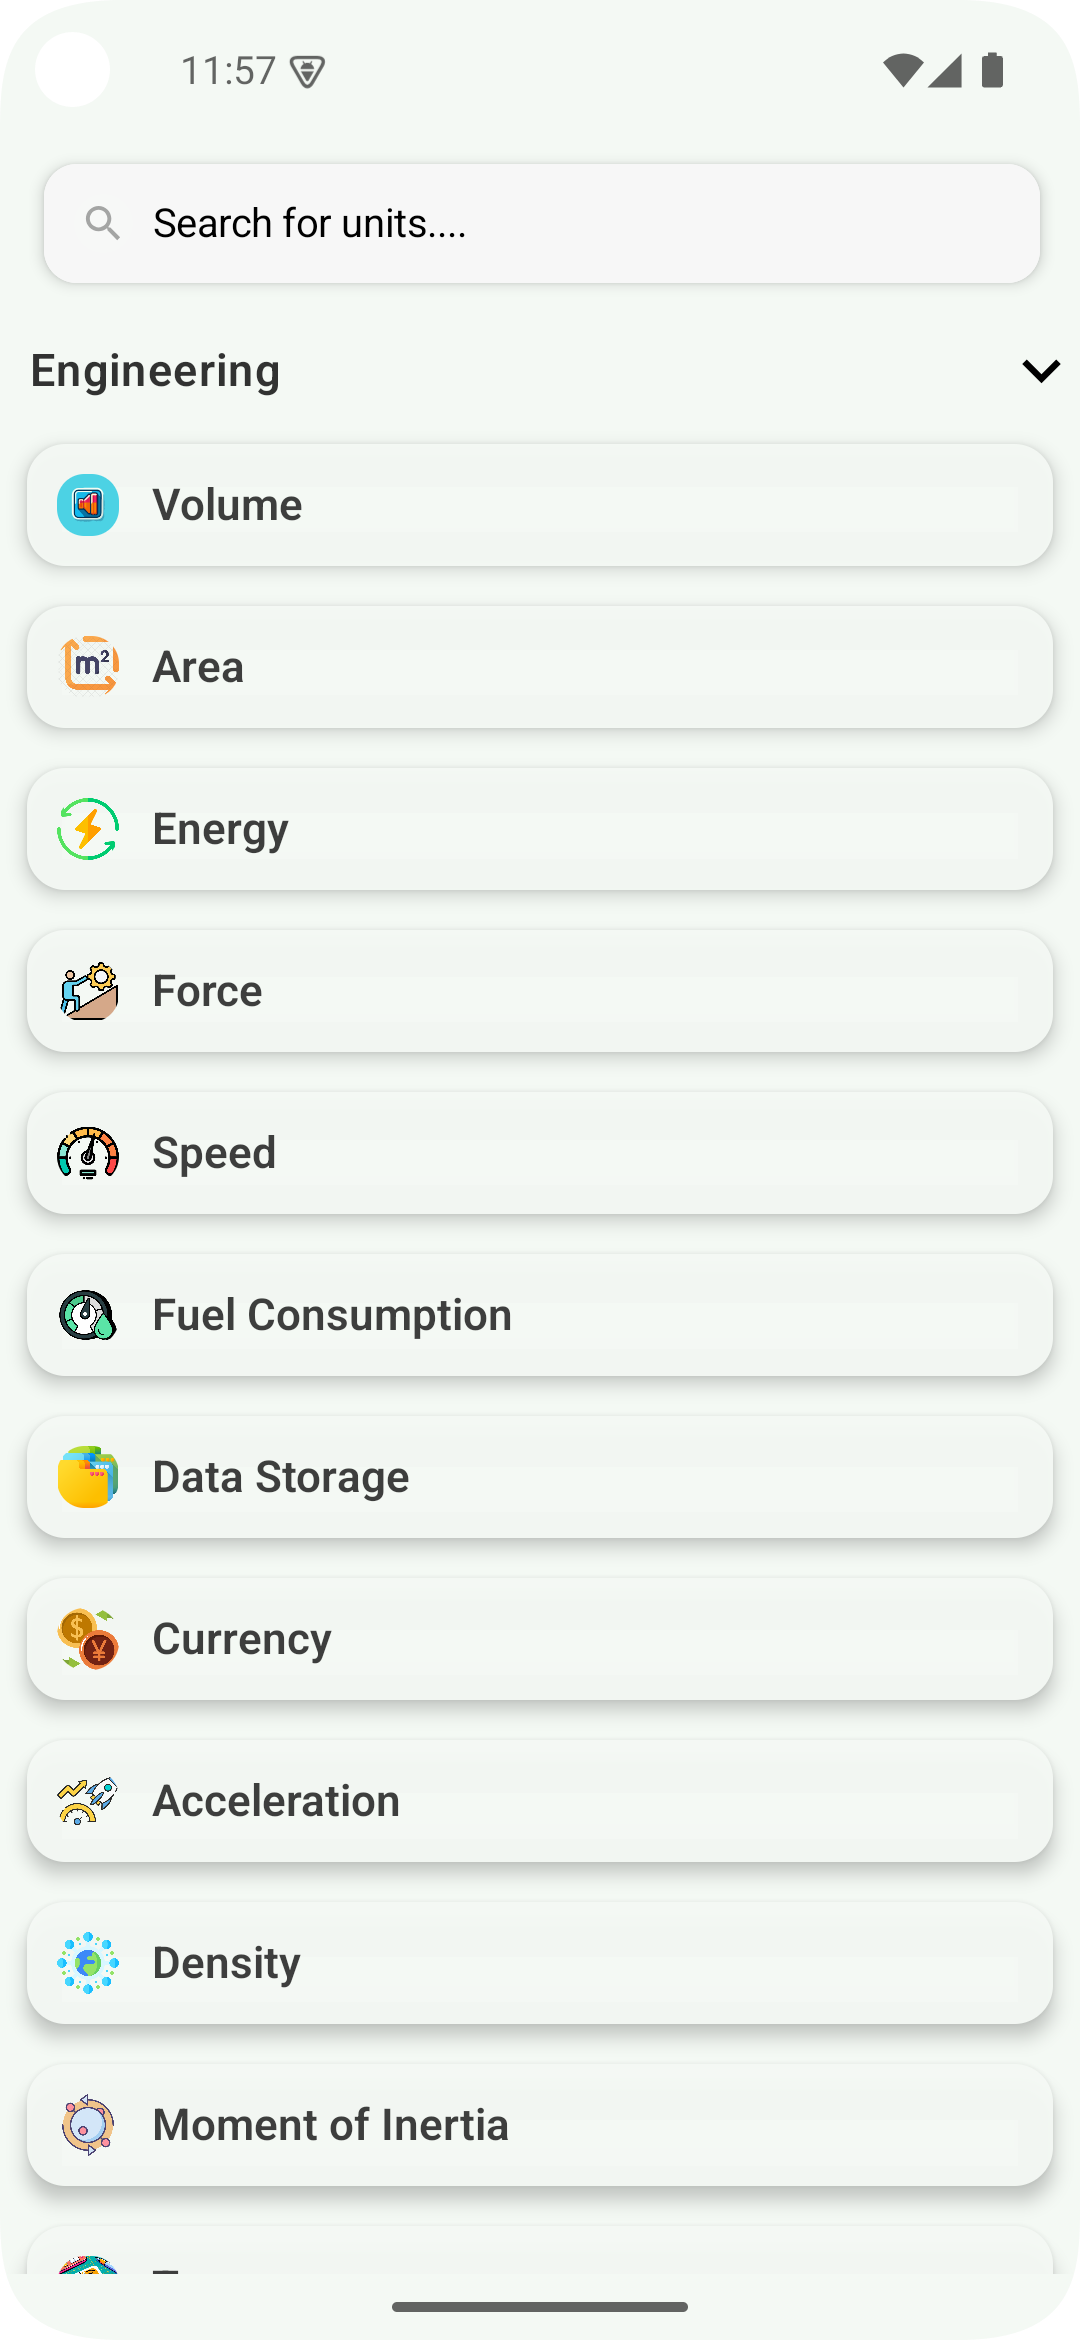 11:57
Search for units....
Engineering
Volume
m²
Area
Energy
Force
Speed
Fuel Consumption
Data Storage
$
¥
Currency
Acceleration
Density
Moment of Inertia